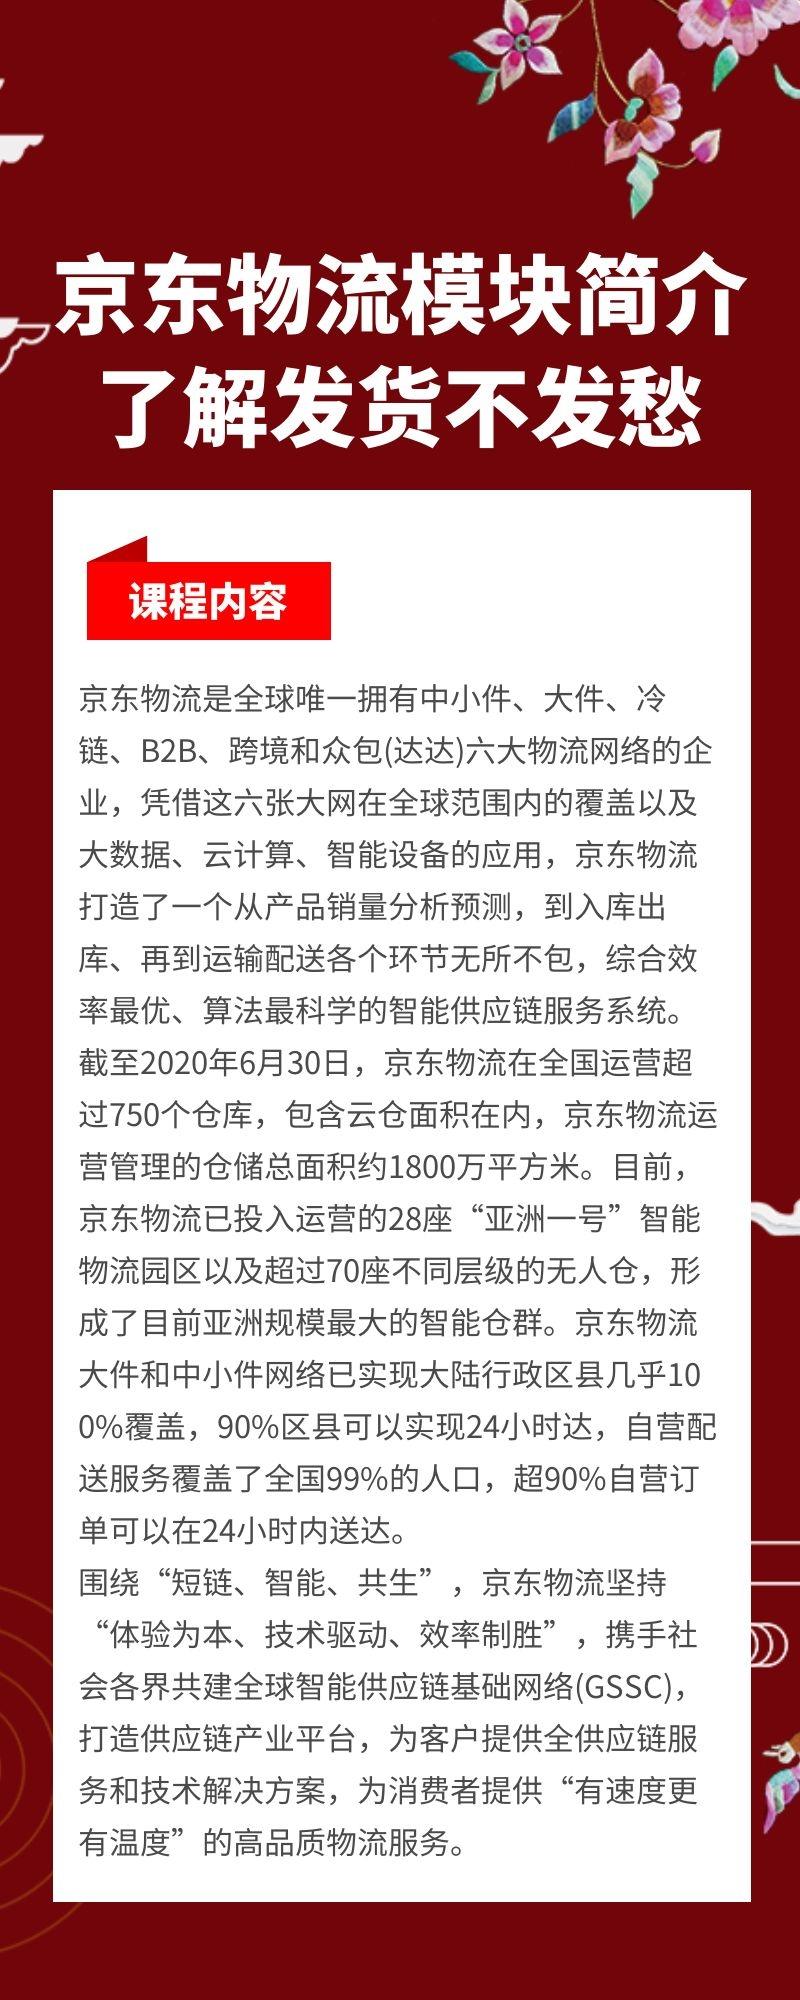 京东物流模块简介
了解发货不发愁
课程内容
京东物流是全球唯一拥有中小件、大件、冷
链、B2B、跨境和众包(达达)六大物流网络的企
业，凭借这六张大网在全球范围内的覆盖以及
大数据、云计算、智能设备的应用，京东物流
打造了一个从产品销量分析预测，到入库出
库、再到运输配送各个环节无所不包，综合效
率最优、算法最科学的智能供应链服务系统。
截至2020年6月30日，京东物流在全国运营超
过750个仓库，包含云仓面积在内，京东物流运
营管理的仓储总面积约1800万平方米。目前，
京东物流已投入运营的28座“亚洲一号”智能
物流园区以及超过70座不同层级的无人仓，形
成了目前亚洲规模最大的智能仓群。京东物流
大件和中小件网络已实现大陆行政区县几乎10
0%覆盖，90%区县可以实现24小时达，自营配
送服务覆盖了全国99%的人口，超90%自营订
单可以在24小时内送达。
围绕“短链、智能、共生”，京东物流坚持
“体验为本、技术驱动、效率制胜”，携手社
会各界共建全球智能供应链基础网络(GSSC)，
打造供应链产业平台，为客户提供全供应链服
务和技术解决方案，为消费者提供“有速度更
有温度”的高品质物流服务。